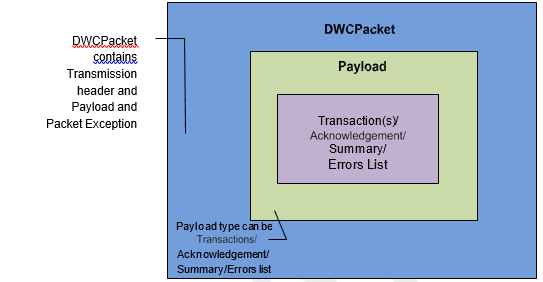 DWCPacket
contains
Transmission
header and
Payload and
Packet Exception
DWCPacket
Payload
Transaction(s)/
Acknowledgement/
Summary/
Errors List
Payload type can be
Transactions/
Acknowledgement/
Summary/Errors list